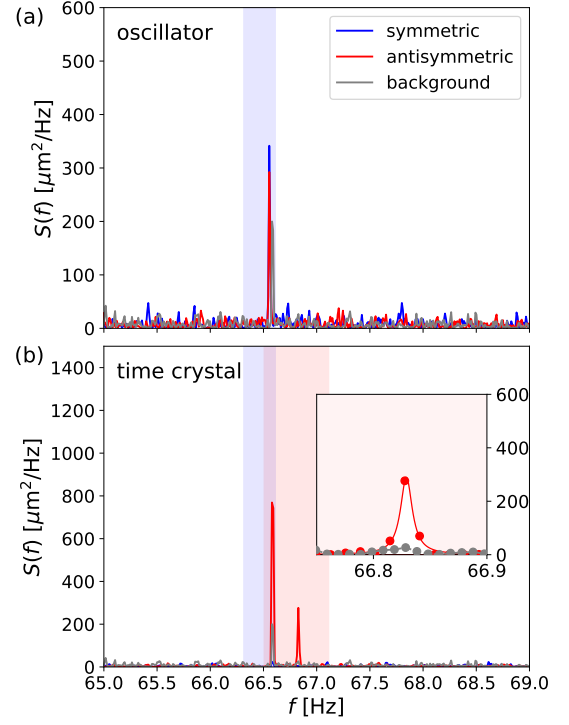 (a)
oscillator
symmetric
antisymmetric
background
600
500
400
300
200
100
0
S(f) [μm²/Hz]
(b)
time crystal
1400
1200
1000
800
600
400
200
0
S(f) [μm²/Hz]
600
400
200
0
66.8 66.9
65.0 65.5 66.0 66.5 67.0 67.5 68.0 68.5 69.0
f [Hz]